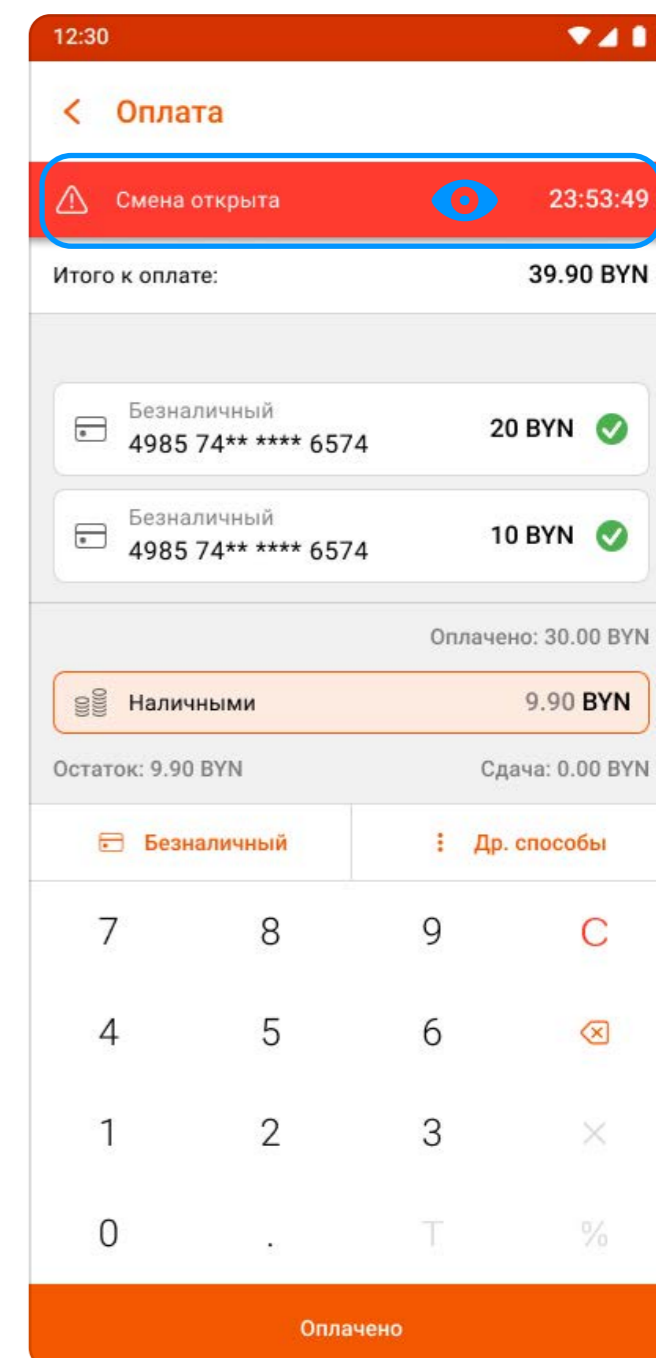 12:30
Оплата
Смена открыта 23:53:49
Итого к оплате: 39.90 BYN
Безналичный
4985 74** **** 6574 20 BYN
Безналичный
4985 74** **** 6574 10 BYN
Оплачено: 30.00 BYN
Наличными 9.90 BYN
Остаток: 9.90 BYN Сдача: 0.00 BYN
Безналичный Др. способы
7 8 9 C
4 5 6
1 2 3 ×
0 . T %
Оплачено